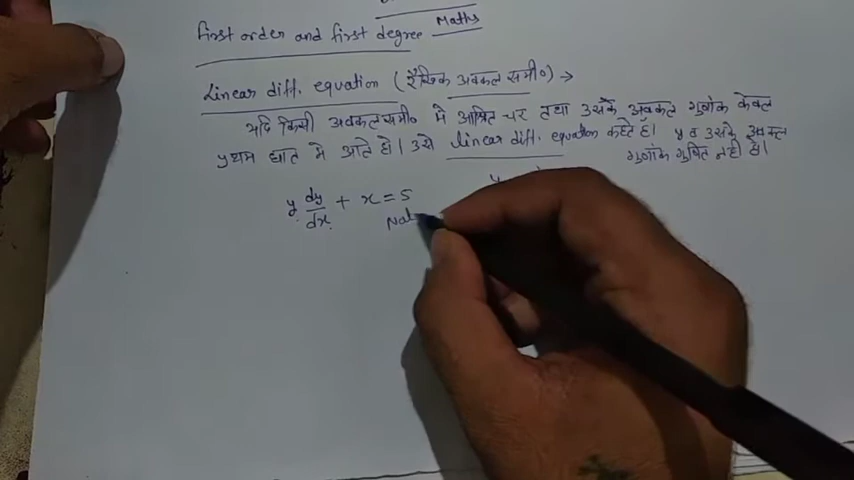 Maths
First order and first degree
Linear diff. equation (रैखिक अवकल समी०) →
यदि किसी अवकल समी० मे आश्रित चर तथा उसके अवकल गुणांक केवल
प्रथम घात मे आते हो। उसे linear diff. equation कहते हैं। y व उसके अवकल
गुणांक गुणित नही हो।
y dy/dx + x = 5